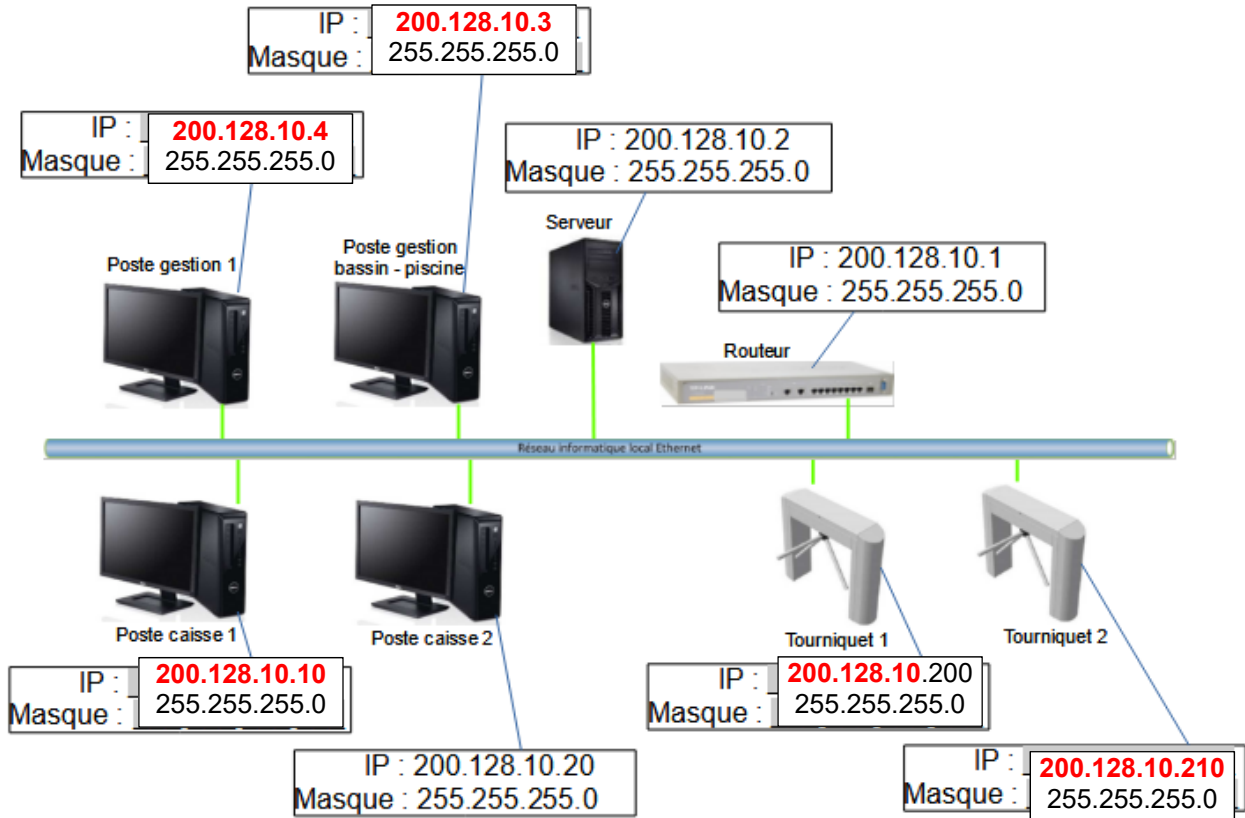 IP : 200.128.10.3
Masque : 255.255.255.0
IP : 200.128.10.4
Masque : 255.255.255.0
IP : 200.128.10.2
Masque : 255.255.255.0
Serveur
Poste gestion 1
Poste gestion
bassin - piscine
IP : 200.128.10.1
Masque : 255.255.255.0
Routeur
Réseau informatique local Ethernet
Poste caisse 1
Poste caisse 2
Tourniquet 1
Tourniquet 2
IP : 200.128.10.10
Masque : 255.255.255.0
IP : 200.128.10.200
Masque : 255.255.255.0
IP : 200.128.10.20
Masque : 255.255.255.0
IP : 200.128.10.210
Masque : 255.255.255.0